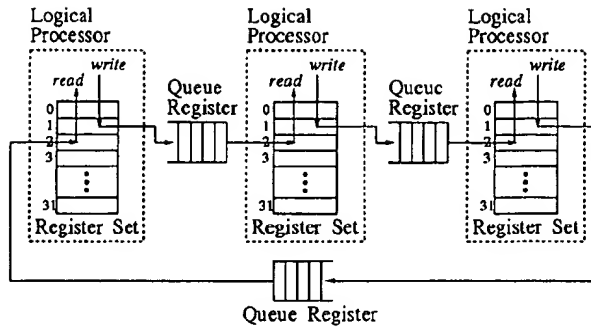 Logical
Processor
Logical
Processor
Logical
Processor
write
read
Queue
Register
write
read
Queuc
Register
write
read
0
1
2
3
31
Register Set
0
1
2
3
31
Register Set
0
1
2
3
31
Register Set
Queue Register